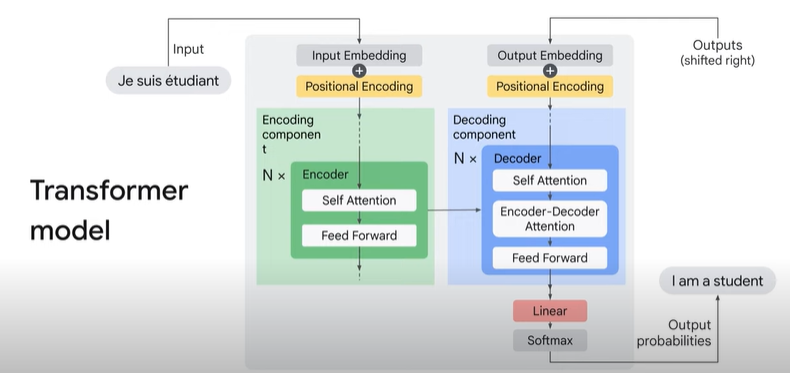 Transformer
model
Input
Je suis étudiant
Input Embedding
+
Positional Encoding
Encoding
componen
t
N ×
Encoder
Self Attention
Feed Forward
Outputs
(shifted right)
Output Embedding
+
Positional Encoding
Decoding
component
N ×
Decoder
Self Attention
Encoder-Decoder
Attention
Feed Forward
Linear
Softmax
Output
probabilities
I am a student